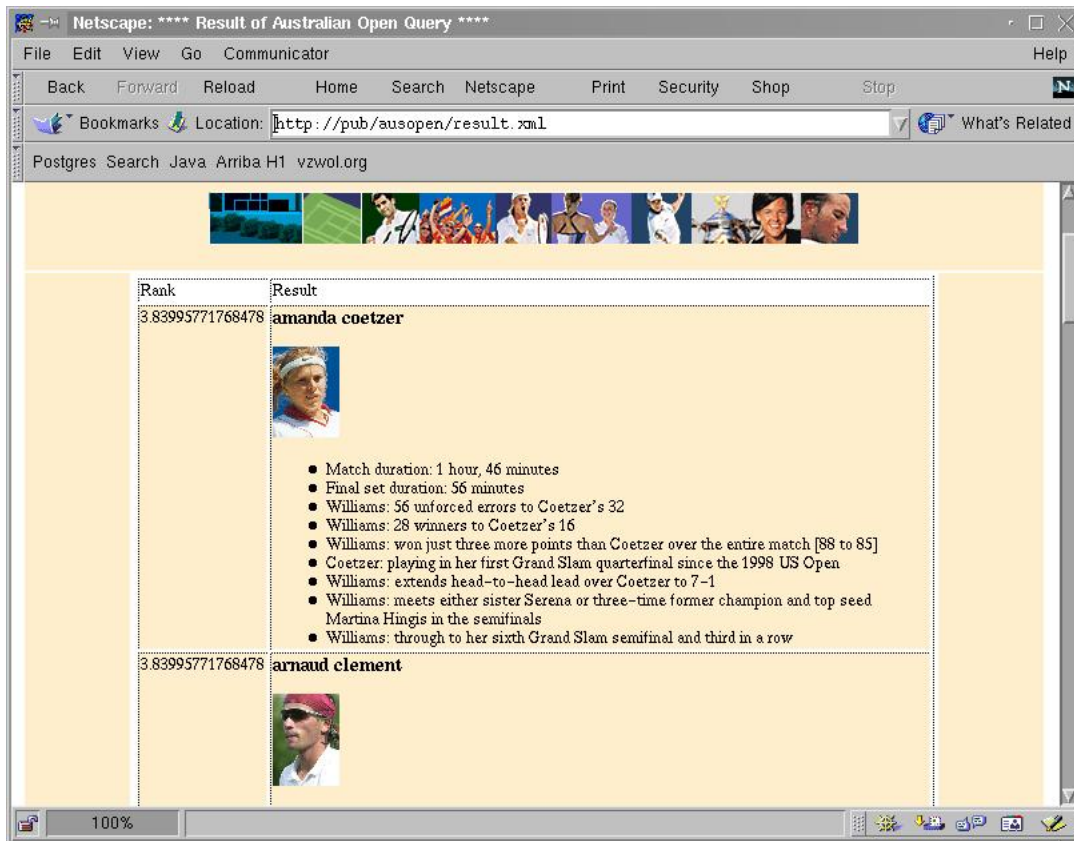 Netscape: **** Result of Australian Open Query ****
File Edit View Go Communicator Help
Back Forward Reload Home Search Netscape Print Security Shop Stop N
Bookmarks Location: http://pub/ausopen/result.xml What's Related
Postgres Search Java Arriba H1 vzwol.org
Rank Result
3.83995771768478 amanda coetzer
Match duration: 1 hour, 46 minutes
Final set duration: 56 minutes
Williams: 56 unforced errors to Coetzer's 32
Williams: 28 winners to Coetzer's 16
Williams: won just three more points than Coetzer over the entire match [88 to 85]
Coetzer: playing in her first Grand Slam quarterfinal since the 1998 US Open
Williams: extends head-to-head lead over Coetzer to 7-1
Williams: meets either sister Serena or three-time former champion and top seed
Martina Hingis in the semifinals
Williams: through to her sixth Grand Slam semifinal and third in a row
3.83995771768478 arnaud clement
100%